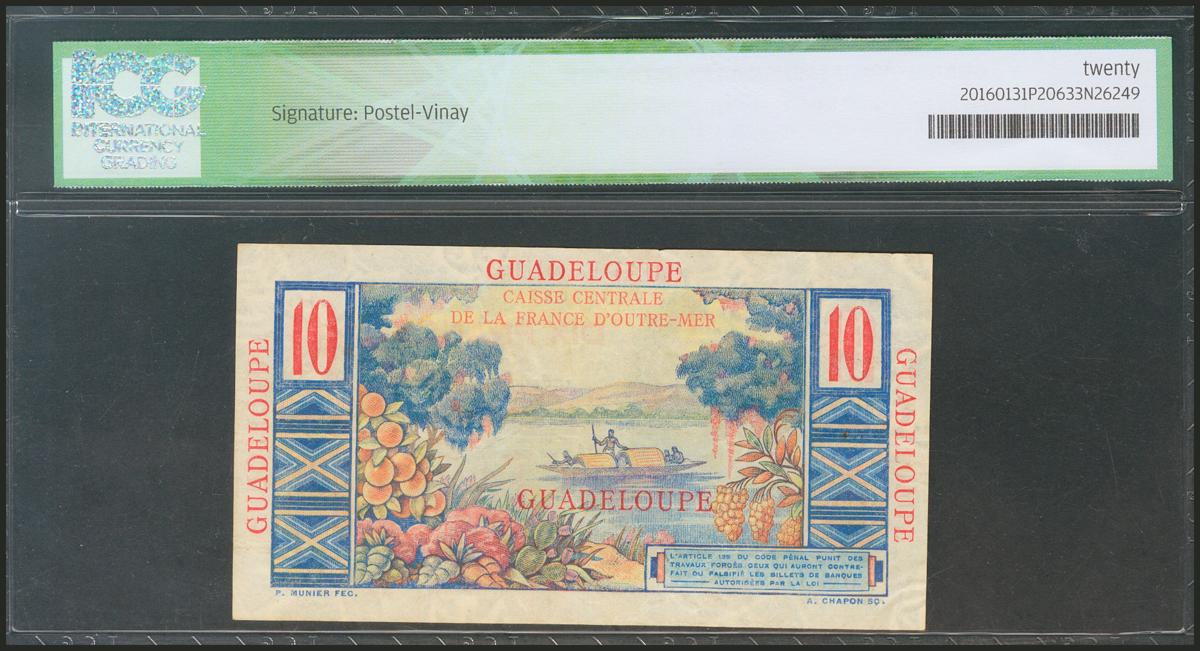 ICG
INTERNATIONAL
CURRENCY
GRADING
Signature: Postel-Vinay
twenty
20160131P20633N26249
GUADELOUPE
CAISSE CENTRALE
DE LA FRANCE D'OUTRE-MER
10
10
GUADELOUPE
GUADELOUPE
GUADELOUPE
L'ARTICLE 139 DU CODE PÉNAL PUNIT DES
TRAVAUX FORCÉS CEUX QUI AURONT CONTRE-
FAIT OU FALSIFIÉ LES BILLETS DE BANQUES
AUTORISÉES PAR LA LOI
P. MUNIER FEC.
A. CHAPON SC.